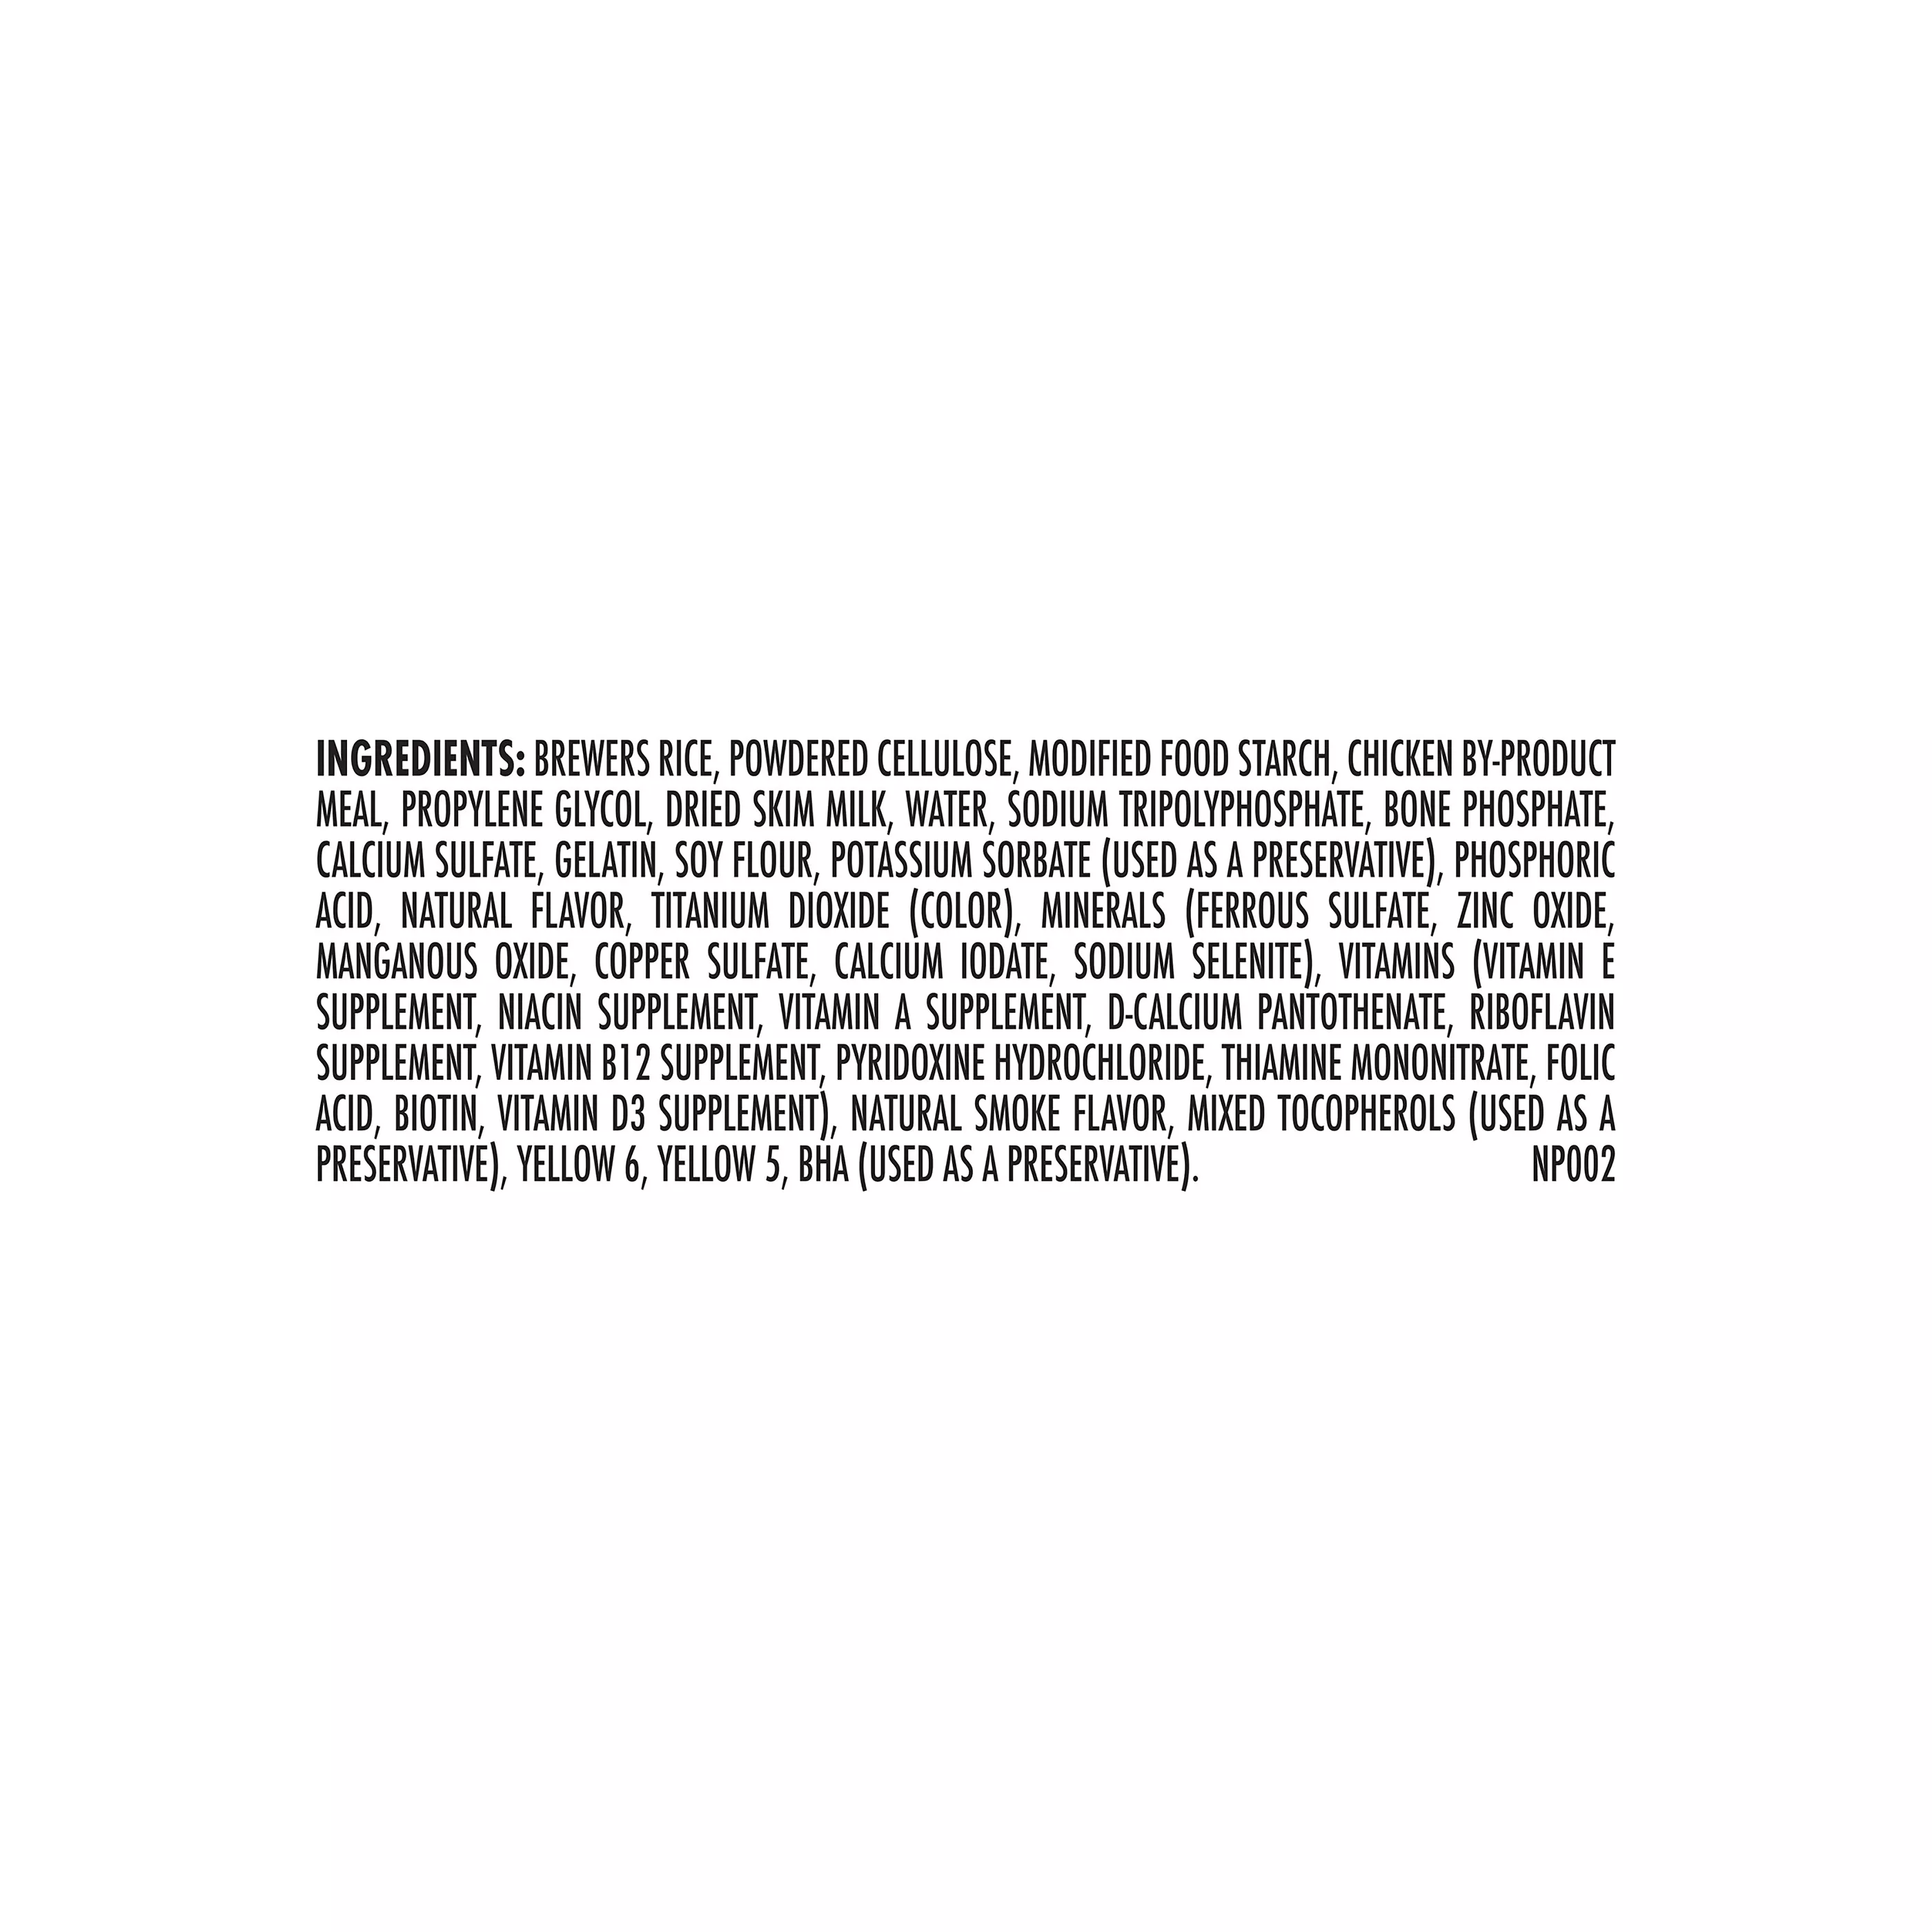 INGREDIENTS: BREWERS RICE, POWDERED CELLULOSE, MODIFIED FOOD STARCH, CHICKEN BY-PRODUCT
MEAL, PROPYLENE GLYCOL, DRIED SKIM MILK, WATER, SODIUM TRIPOLYPHOSPHATE, BONE PHOSPHATE,
CALCIUM SULFATE, GELATIN, SOY FLOUR, POTASSIUM SORBATE (USED AS A PRESERVATIVE), PHOSPHORIC
ACID, NATURAL FLAVOR, TITANIUM DIOXIDE (COLOR), MINERALS (FERROUS SULFATE, ZINC OXIDE,
MANGANOUS OXIDE, COPPER SULFATE, CALCIUM IODATE, SODIUM SELENITE), VITAMINS (VITAMIN E
SUPPLEMENT, NIACIN SUPPLEMENT, VITAMIN A SUPPLEMENT, D-CALCIUM PANTOTHENATE, RIBOFLAVIN
SUPPLEMENT, VITAMIN B12 SUPPLEMENT, PYRIDOXINE HYDROCHLORIDE, THIAMINE MONONITRATE, FOLIC
ACID, BIOTIN, VITAMIN D3 SUPPLEMENT), NATURAL SMOKE FLAVOR, MIXED TOCOPHEROLS (USED AS A
PRESERVATIVE), YELLOW 6, YELLOW 5, BHA (USED AS A PRESERVATIVE). NP002